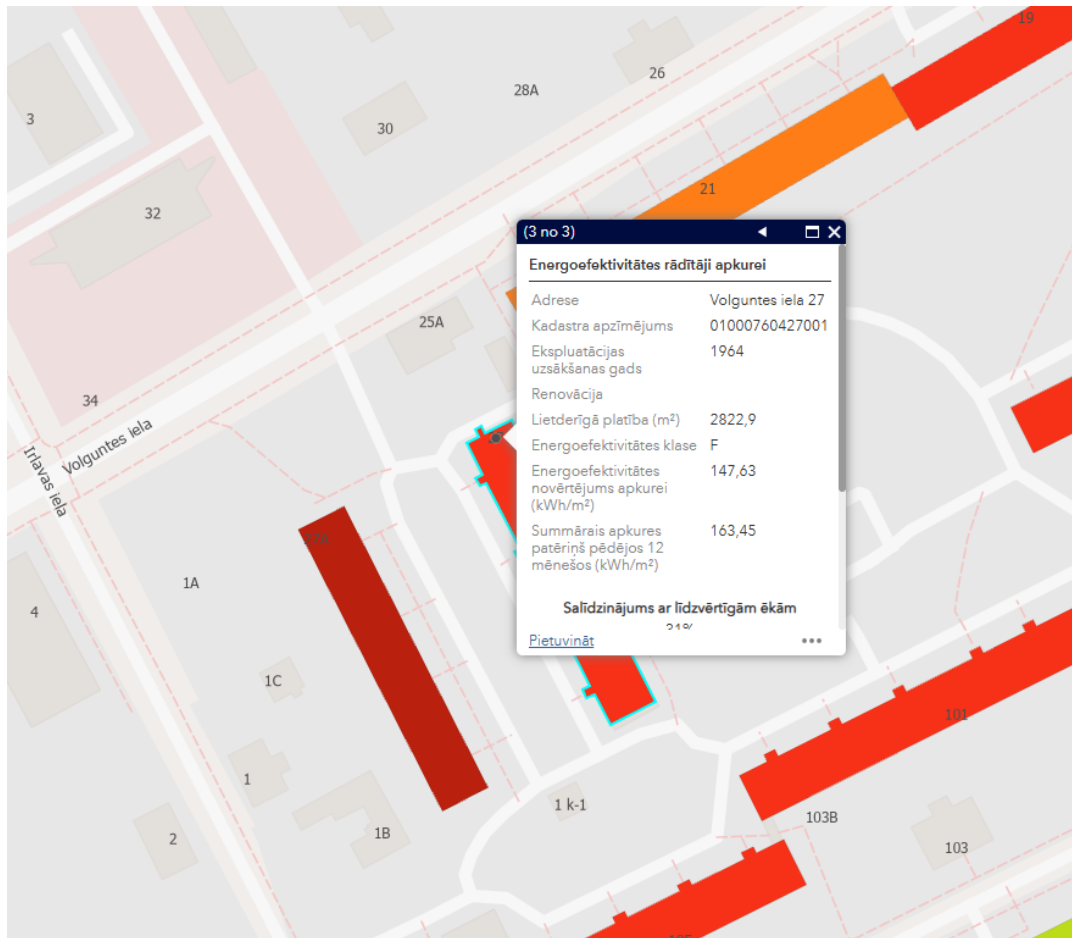 19
26
28A
3
30
21
32
(3 no 3)
Energoefektivitātes rādītāji apkurei
Adrese Volguntes iela 27
Kadastra apzīmējums 01000760427001
Ekspluatācijas 1964
uzsākšanas gads
Renovācija
Lietderīgā platība (m²) 2822,9
Energoefektivitātes klase F
Energoefektivitātes 147,63
novērtējums apkurei
(kWh/m²)
Summārais apkures 163,45
patēriņš pēdējos 12
mēnešos (kWh/m²)
Salīdzinājums ar līdzvērtīgām ēkām
31%
Pietuvināt
25A
34
Volguntes iela
Irlavas iela
27A
1A
4
1C
101
1
1 k-1
103B
2
1B
103